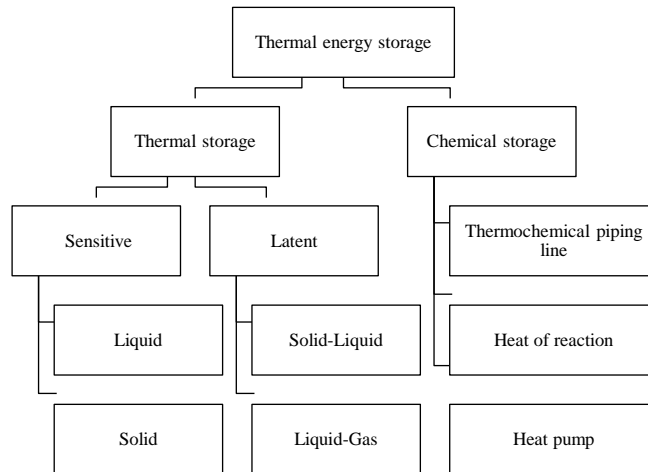 Thermal energy storage
Thermal storage
Chemical storage
Sensitive
Latent
Thermochemical piping
line
Liquid
Solid-Liquid
Heat of reaction
Solid
Liquid-Gas
Heat pump